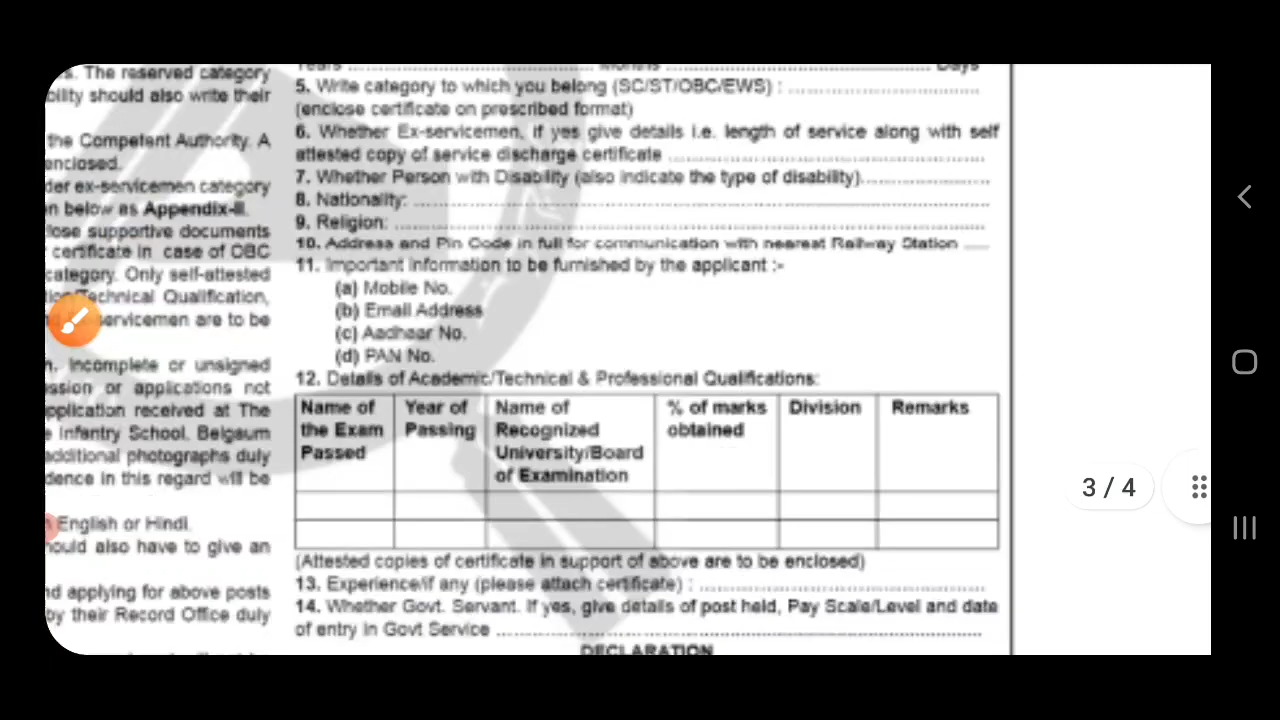 s. The reserved category
bility should also write their
the Competent Authority. A
enclosed.
der ex-servicemen category
n below as Appendix-II.
lose supportive documents
certificate in case of OBC
category. Only self-attested
Technical Qualification,
servicemen are to be
n. Incomplete or unsigned
ssion or applications not
pplication received at The
e Infantry School, Belgaum
additional photographs duly
dence in this regard will be
English or Hindi.
hould also have to give an
nd applying for above posts
by their Record Office duly
Years ........ Months ........ Days
5. Write category to which you belong (SC/ST/OBC/EWS) : ........
(enclose certificate on prescribed format)
6. Whether Ex-servicemen, if yes give details i.e. length of service along with self
attested copy of service discharge certificate ........
7. Whether Person with Disability (also indicate the type of disability)........
8. Nationality: ........
9. Religion: ........
10. Address and Pin Code in full for communication with nearest Railway Station ....
11. Important information to be furnished by the applicant :-
(a) Mobile No.
(b) Email Address
(c) Aadhaar No.
(d) PAN No.
12. Details of Academic/Technical & Professional Qualifications:
Name of the Exam Passed
Year of Passing
Name of Recognized University/Board of Examination
% of marks obtained
Division
Remarks
(Attested copies of certificate in support of above are to be enclosed)
13. Experience/if any (please attach certificate) : ........
14. Whether Govt. Servant. If yes, give details of post held, Pay Scale/Level and date
of entry in Govt Service ........
DECLARATION
3 / 4